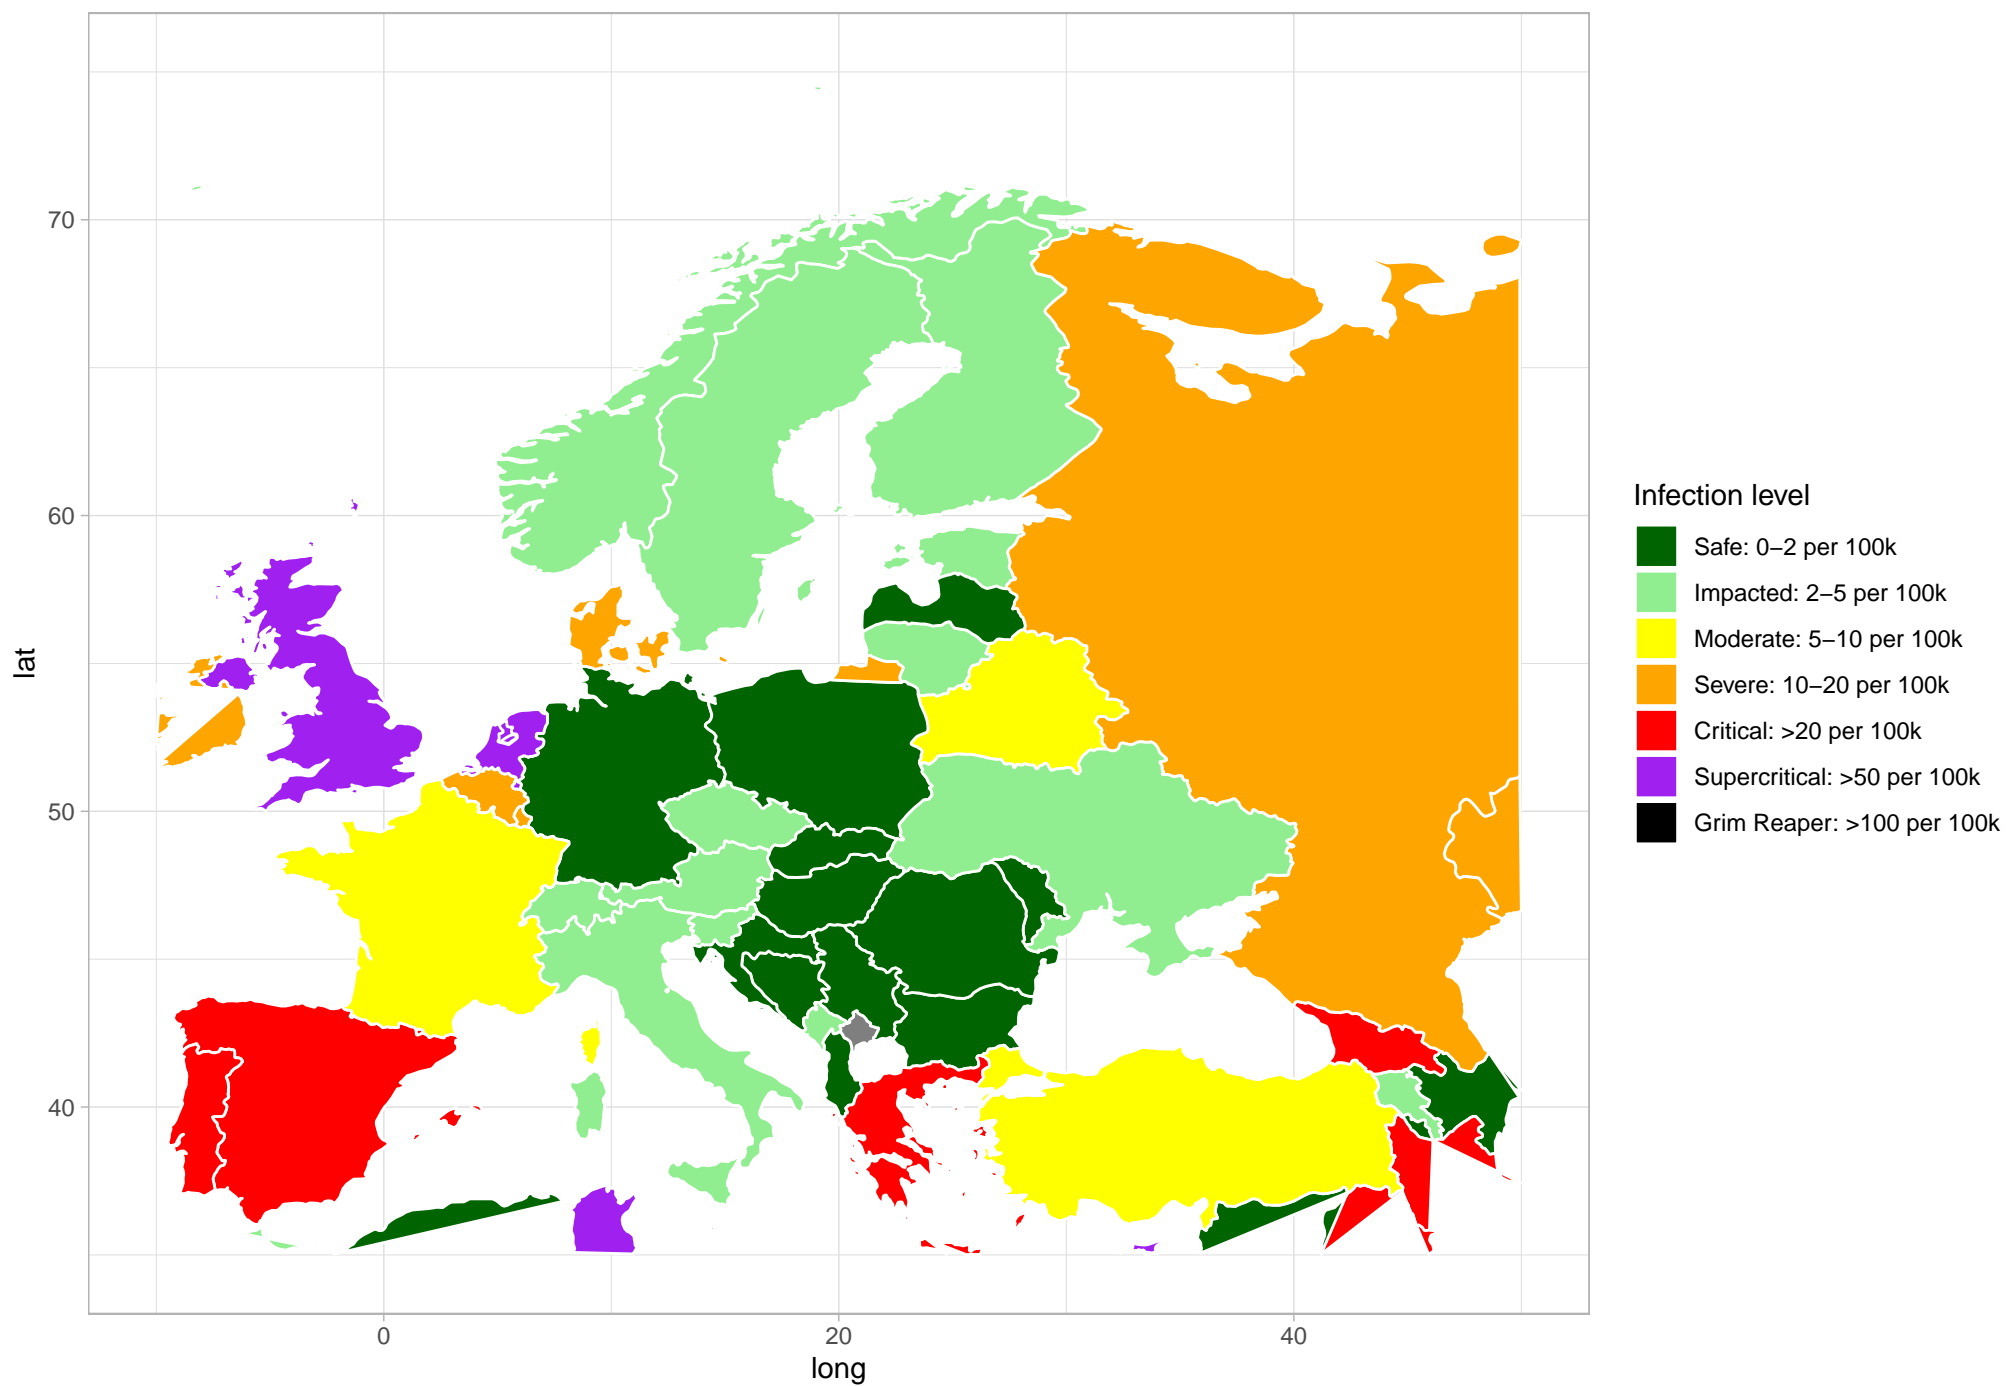 70
60
50
40
lat
0
20
40
long
Infection level
Safe: 0−2 per 100k
Impacted: 2−5 per 100k
Moderate: 5−10 per 100k
Severe: 10−20 per 100k
Critical: >20 per 100k
Supercritical: >50 per 100k
Grim Reaper: >100 per 100k